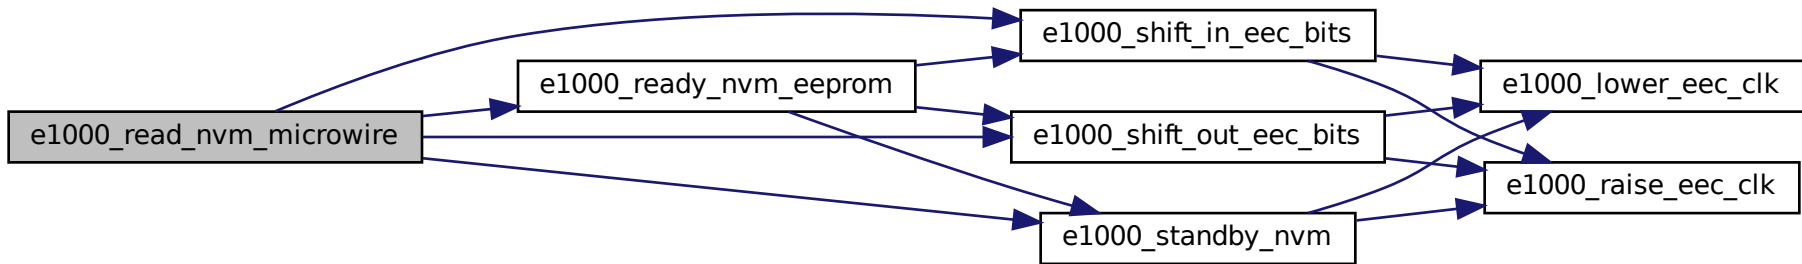 e1000_read_nvm_microwire
e1000_ready_nvm_eeprom
e1000_shift_in_eec_bits
e1000_shift_out_eec_bits
e1000_standby_nvm
e1000_lower_eec_clk
e1000_raise_eec_clk